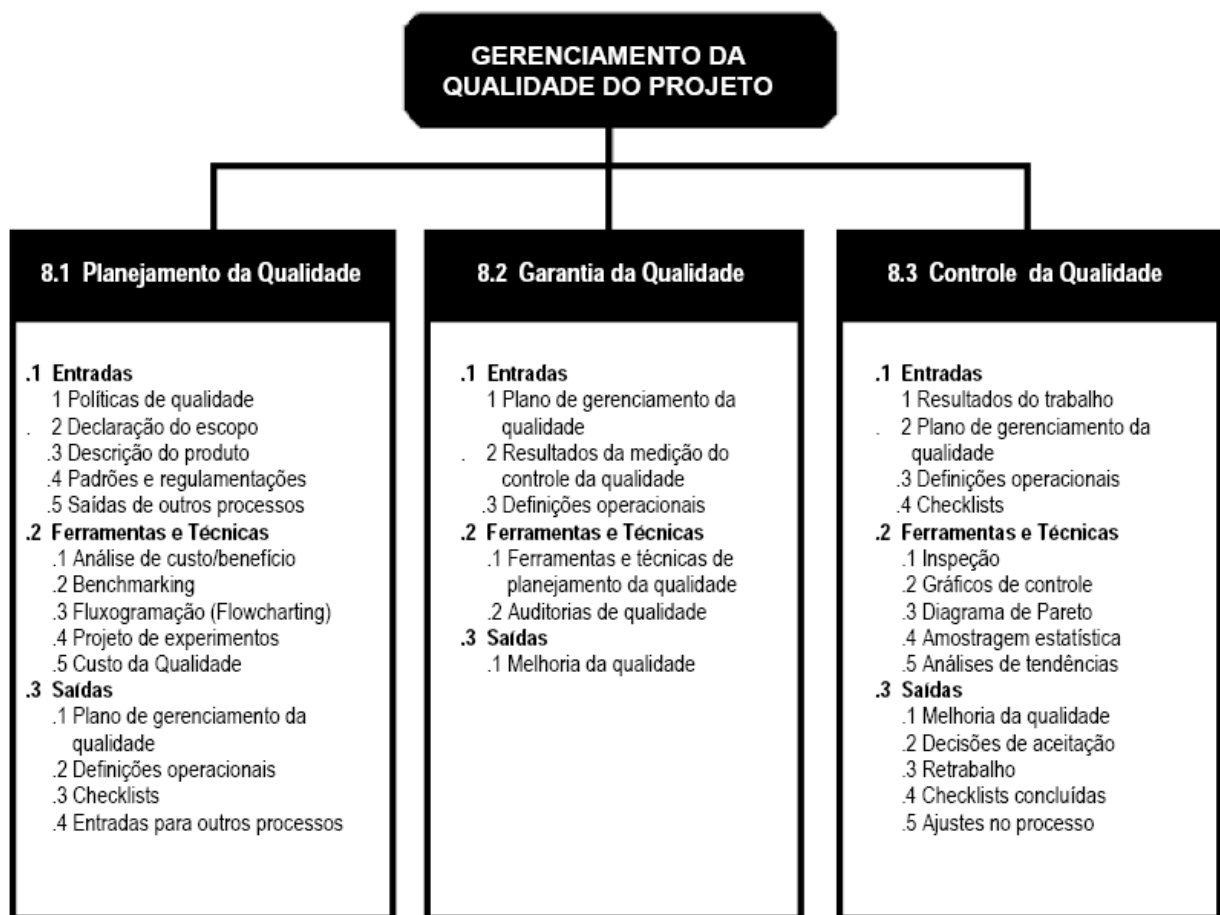 GERENCIAMENTO DA
QUALIDADE DO PROJETO
8.1 Planejamento da Qualidade
.1 Entradas
1 Políticas de qualidade
. 2 Declaração do escopo
.3 Descrição do produto
.4 Padrões e regulamentações
.5 Saídas de outros processos
.2 Ferramentas e Técnicas
.1 Análise de custo/benefício
.2 Benchmarking
.3 Fluxogramação (Flowcharting)
.4 Projeto de experimentos
.5 Custo da Qualidade
.3 Saídas
.1 Plano de gerenciamento da
qualidade
.2 Definições operacionais
.3 Checklists
.4 Entradas para outros processos
8.2 Garantia da Qualidade
.1 Entradas
1 Plano de gerenciamento da
qualidade
. 2 Resultados da medição do
controle da qualidade
.3 Definições operacionais
.2 Ferramentas e Técnicas
.1 Ferramentas e técnicas de
planejamento da qualidade
.2 Auditorias de qualidade
.3 Saídas
.1 Melhoria da qualidade
8.3 Controle da Qualidade
.1 Entradas
1 Resultados do trabalho
. 2 Plano de gerenciamento da
qualidade
.3 Definições operacionais
.4 Checklists
.2 Ferramentas e Técnicas
.1 Inspeção
.2 Gráficos de controle
.3 Diagrama de Pareto
.4 Amostragem estatística
.5 Análises de tendências
.3 Saídas
.1 Melhoria da qualidade
.2 Decisões de aceitação
.3 Retrabalho
.4 Checklists concluídas
.5 Ajustes no processo